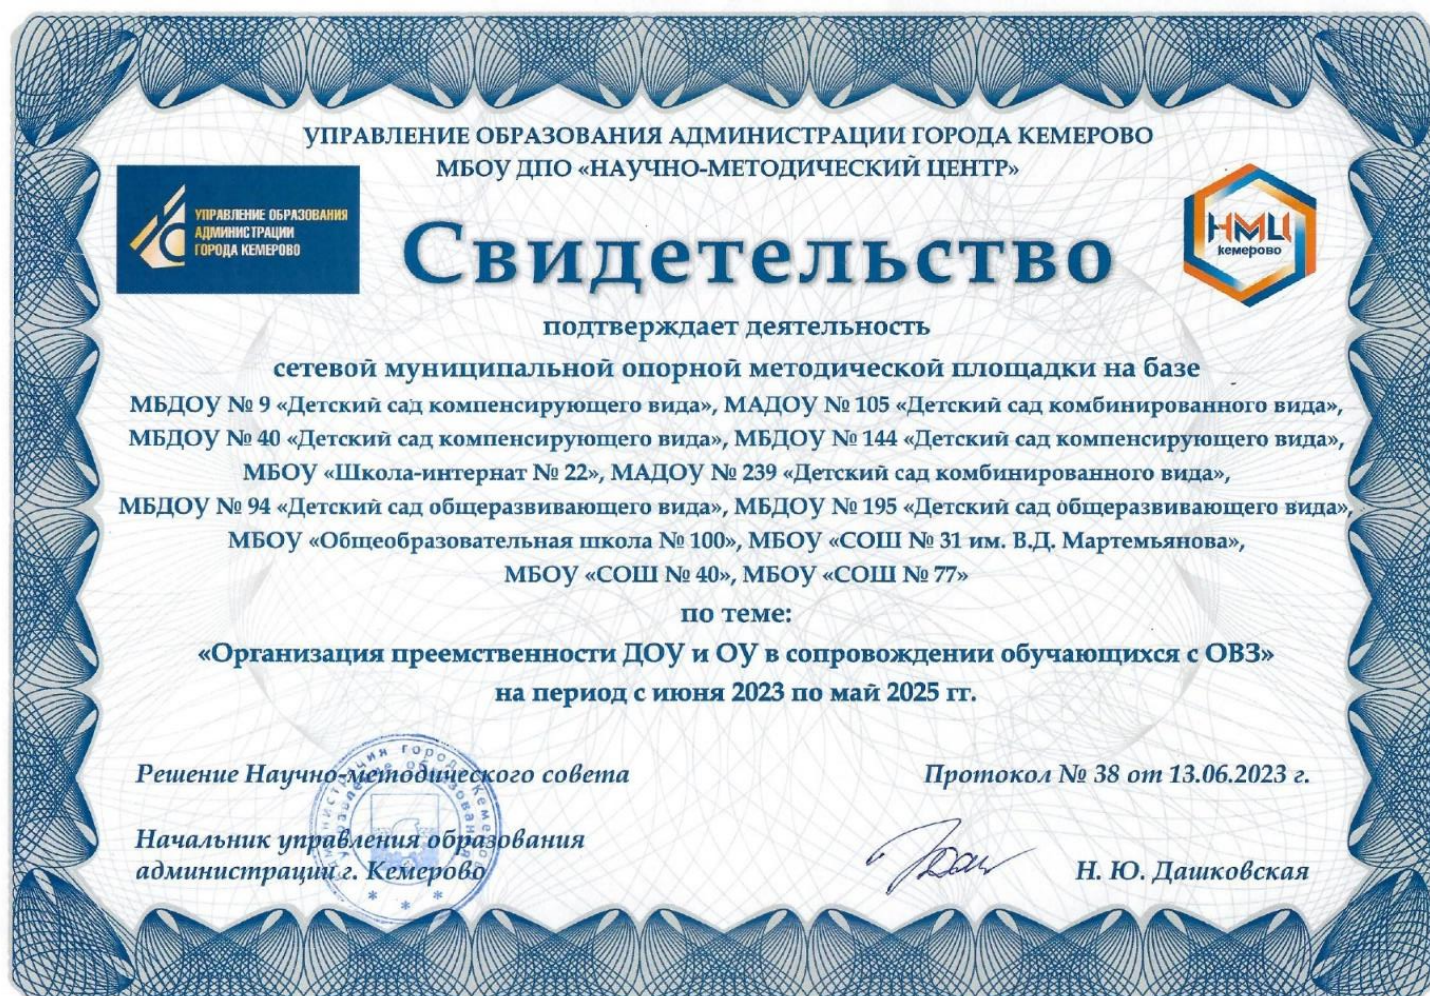 УПРАВЛЕНИЕ ОБРАЗОВАНИЯ АДМИНИСТРАЦИИ ГОРОДА КЕМЕРОВО
МБОУ ДПО «НАУЧНО-МЕТОДИЧЕСКИЙ ЦЕНТР»
УПРАВЛЕНИЕ ОБРАЗОВАНИЯ
АДМИНИСТРАЦИИ
ГОРОДА КЕМЕРОВО
НМЦ
кемерово
Свидетельство
подтверждает деятельность
сетевой муниципальной опорной методической площадки на базе
МБДОУ № 9 «Детский сад компенсирующего вида», МАДОУ № 105 «Детский сад комбинированного вида»,
МБДОУ № 40 «Детский сад компенсирующего вида», МБДОУ № 144 «Детский сад компенсирующего вида»,
МБОУ «Школа-интернат № 22», МАДОУ № 239 «Детский сад комбинированного вида»,
МБДОУ № 94 «Детский сад общеразвивающего вида», МБДОУ № 195 «Детский сад общеразвивающего вида»,
МБОУ «Общеобразовательная школа № 100», МБОУ «СОШ № 31 им. В.Д. Мартемьянова»,
МБОУ «СОШ № 40», МБОУ «СОШ № 77»
по теме:
«Организация преемственности ДОУ и ОУ в сопровождении обучающихся с ОВЗ»
на период с июня 2023 по май 2025 гг.
Решение Научно-методического совета
Протокол № 38 от 13.06.2023 г.
Начальник управления образования
администрации г. Кемерово
Н. Ю. Дашковская
администрация города Кемерово
управление образования